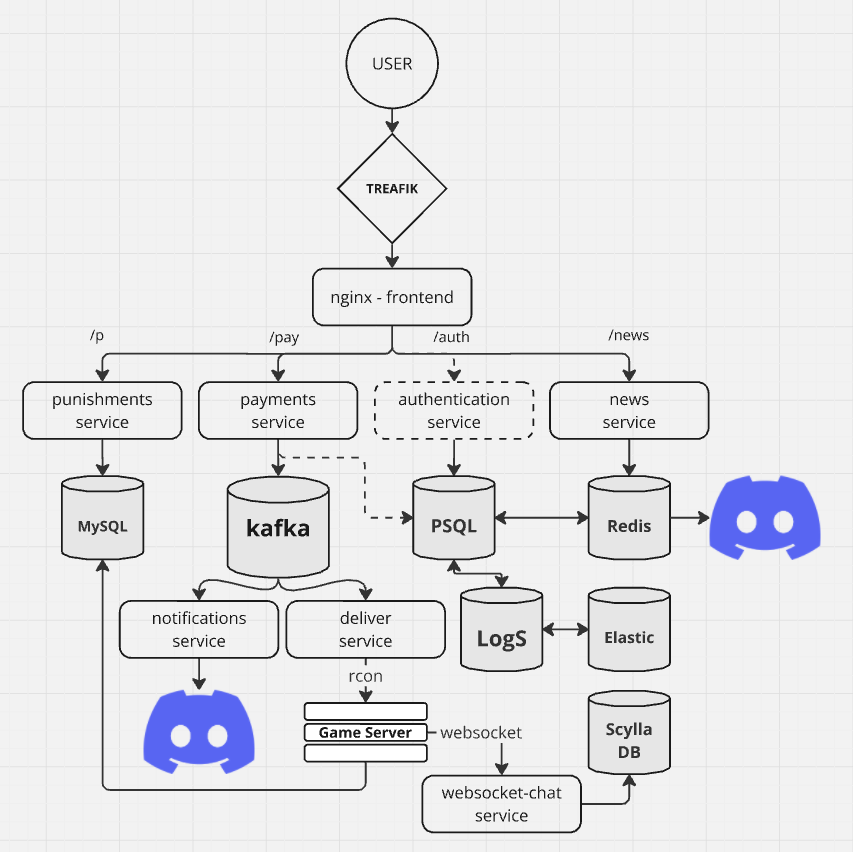 USER
TREAFIK
nginx - frontend
/p
/pay
/auth
/news
punishments
service
payments
service
authentication
service
news
service
MySQL
kafka
PSQL
Redis
notifications
service
deliver
service
LogS
Elastic
rcon
Game Server
websocket
Scylla
DB
websocket-chat
service